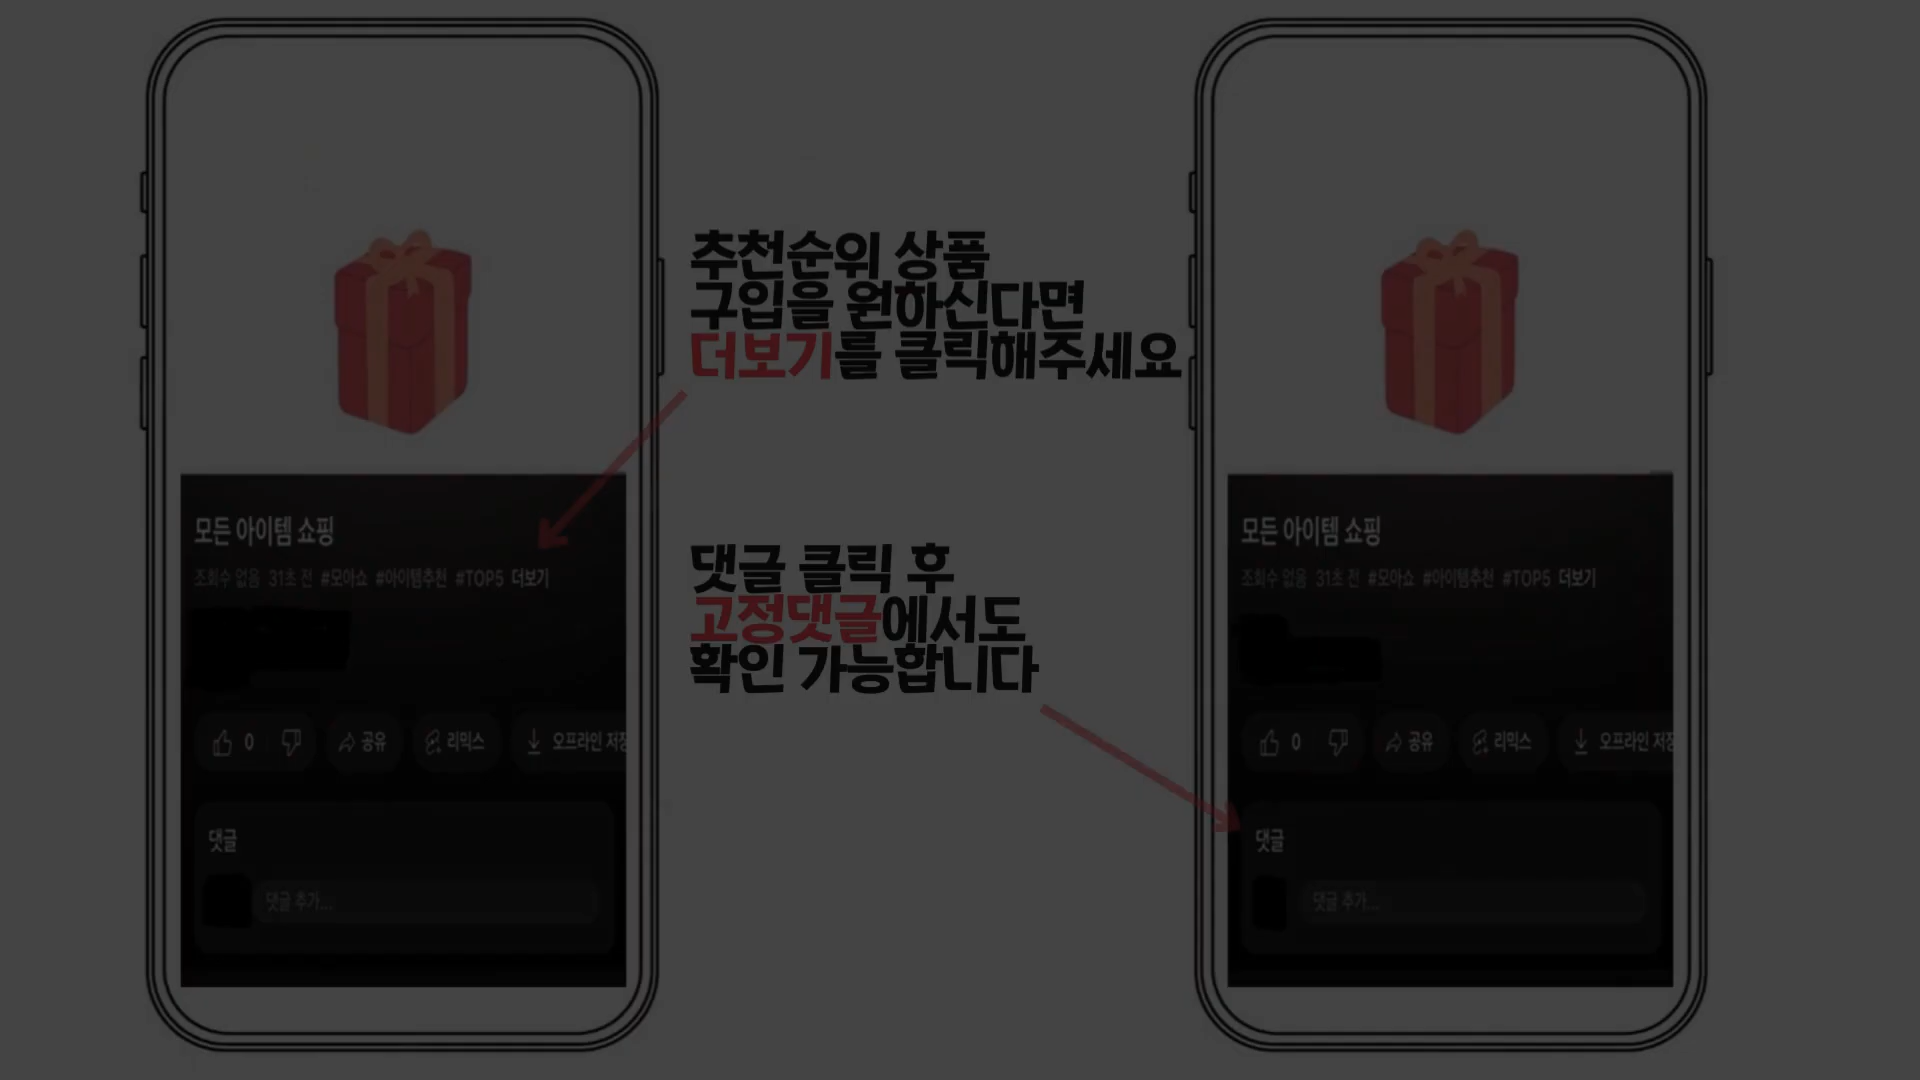 추천순위 상품
구입을 원하신다면
더보기를 클릭해주세요
모든 아이템 쇼핑
조회수 없음 31초 전 #모아쇼 #아이템추천 #TOP5 더보기
0 공유 리믹스 오프라인 저장
댓글
댓글 추가...
댓글 클릭 후
고정댓글에서도
확인 가능합니다
모든 아이템 쇼핑
조회수 없음 31초 전 #모아쇼 #아이템추천 #TOP5 더보기
0 공유 리믹스 오프라인 저장
댓글
댓글 추가...